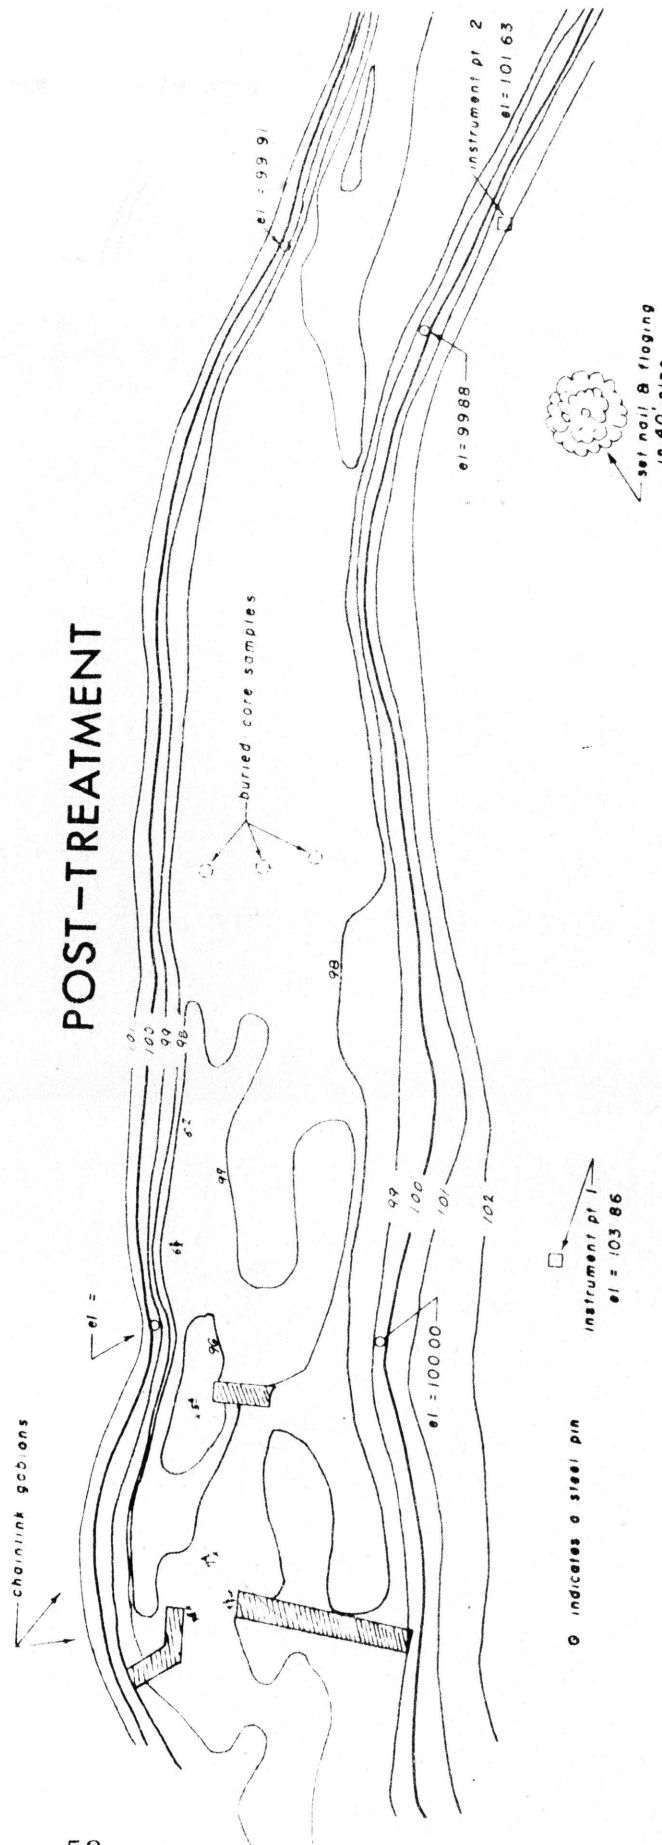 POST-TREATMENT
chainlink gabions
el =
el = 99.91
101
100
99
98
99
96
buried core samples
98
99
100
101
102
el = 100.00
el = 99.88
instrument pt. 2
el = 101.63
instrument pt. 1
el = 103.86
set nail & flaging
⊙ indicates a steel pin